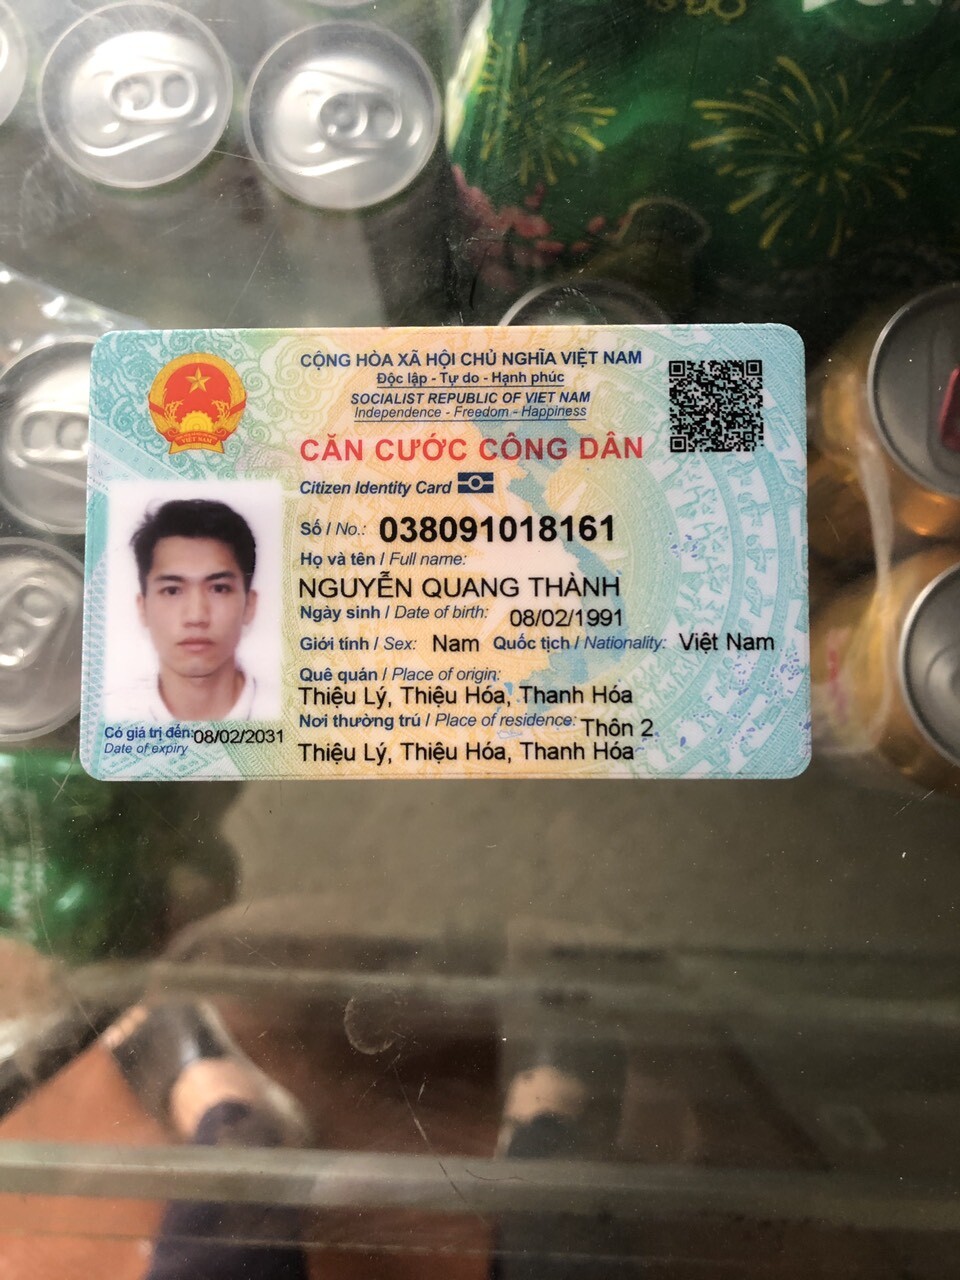 CỘNG HÒA XÃ HỘI CHỦ NGHĨA VIỆT NAM
Độc lập - Tự do - Hạnh phúc
SOCIALIST REPUBLIC OF VIET NAM
Independence - Freedom - Happiness
CĂN CƯỚC CÔNG DÂN
Citizen Identity Card
VIỆT NAM
Số / No.: 038091018161
Họ và tên / Full name:
NGUYỄN QUANG THÀNH
Ngày sinh / Date of birth: 08/02/1991
Giới tính / Sex: Nam Quốc tịch / Nationality: Việt Nam
Quê quán / Place of origin:
Thiệu Lý, Thiệu Hóa, Thanh Hóa
Nơi thường trú / Place of residence: Thôn 2
Thiệu Lý, Thiệu Hóa, Thanh Hóa
Có giá trị đến: 08/02/2031
Date of expiry